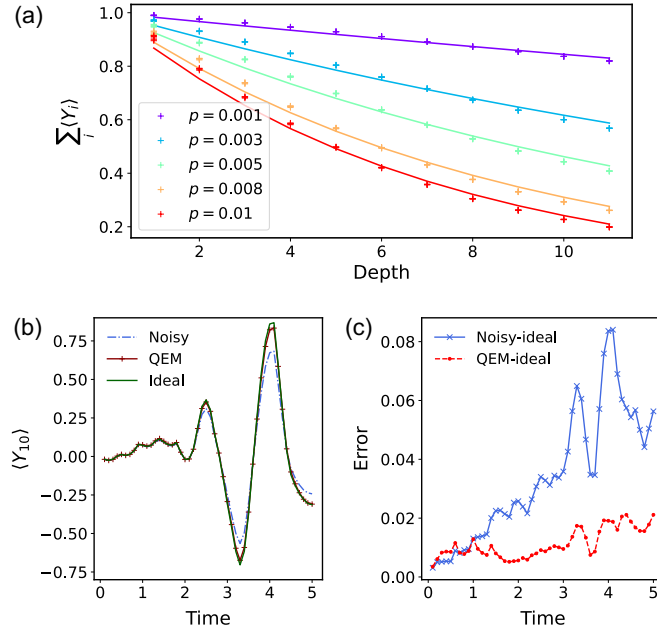 (a)
1.0
0.8
0.6
0.4
0.2
∑_i⟨Y_i⟩
p = 0.001
p = 0.003
p = 0.005
p = 0.008
p = 0.01
2 4 6 8 10
Depth
(b)
0.75
0.50
0.25
0.00
−0.25
−0.50
−0.75
⟨Y_10⟩
Noisy
QEM
Ideal
0 1 2 3 4 5
Time
(c)
0.08
0.06
0.04
0.02
0.00
Error
Noisy-ideal
QEM-ideal
0 1 2 3 4 5
Time